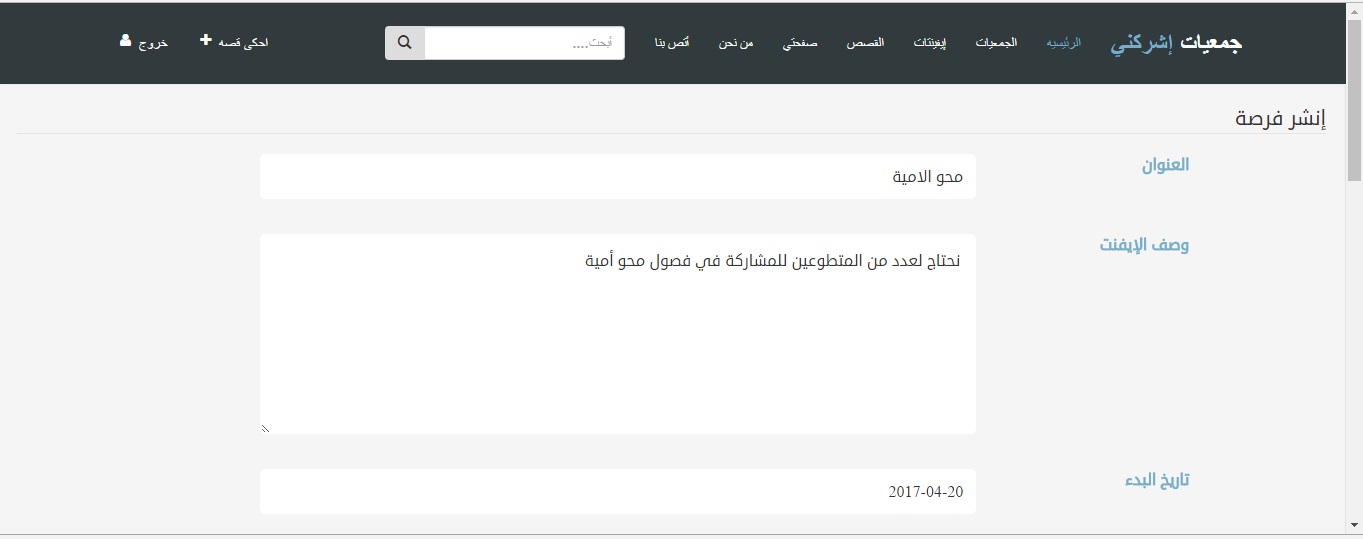 جمعيات إشركني
الرئيسيه
الجمعيات
إيفينتات
القصص
صفحتي
من نحن
أتص بنا
أبحث....
احكى قصه
خروج
إنشر فرصة
العنوان
محو الامية
وصف الإيفنت
نحتاج لعدد من المتطوعين للمشاركة في فصول محو أمية
تاريخ البدء
2017-04-20